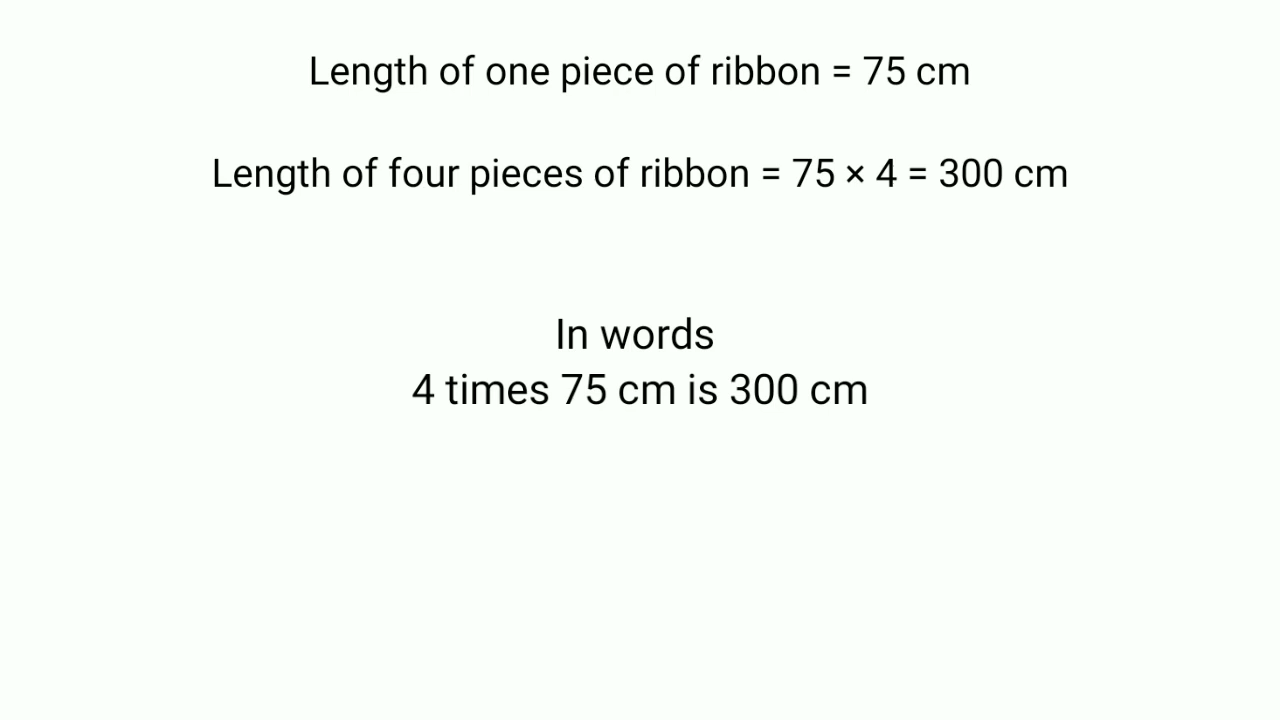 Length of one piece of ribbon = 75 cm
Length of four pieces of ribbon = 75 × 4 = 300 cm
In words
4 times 75 cm is 300 cm